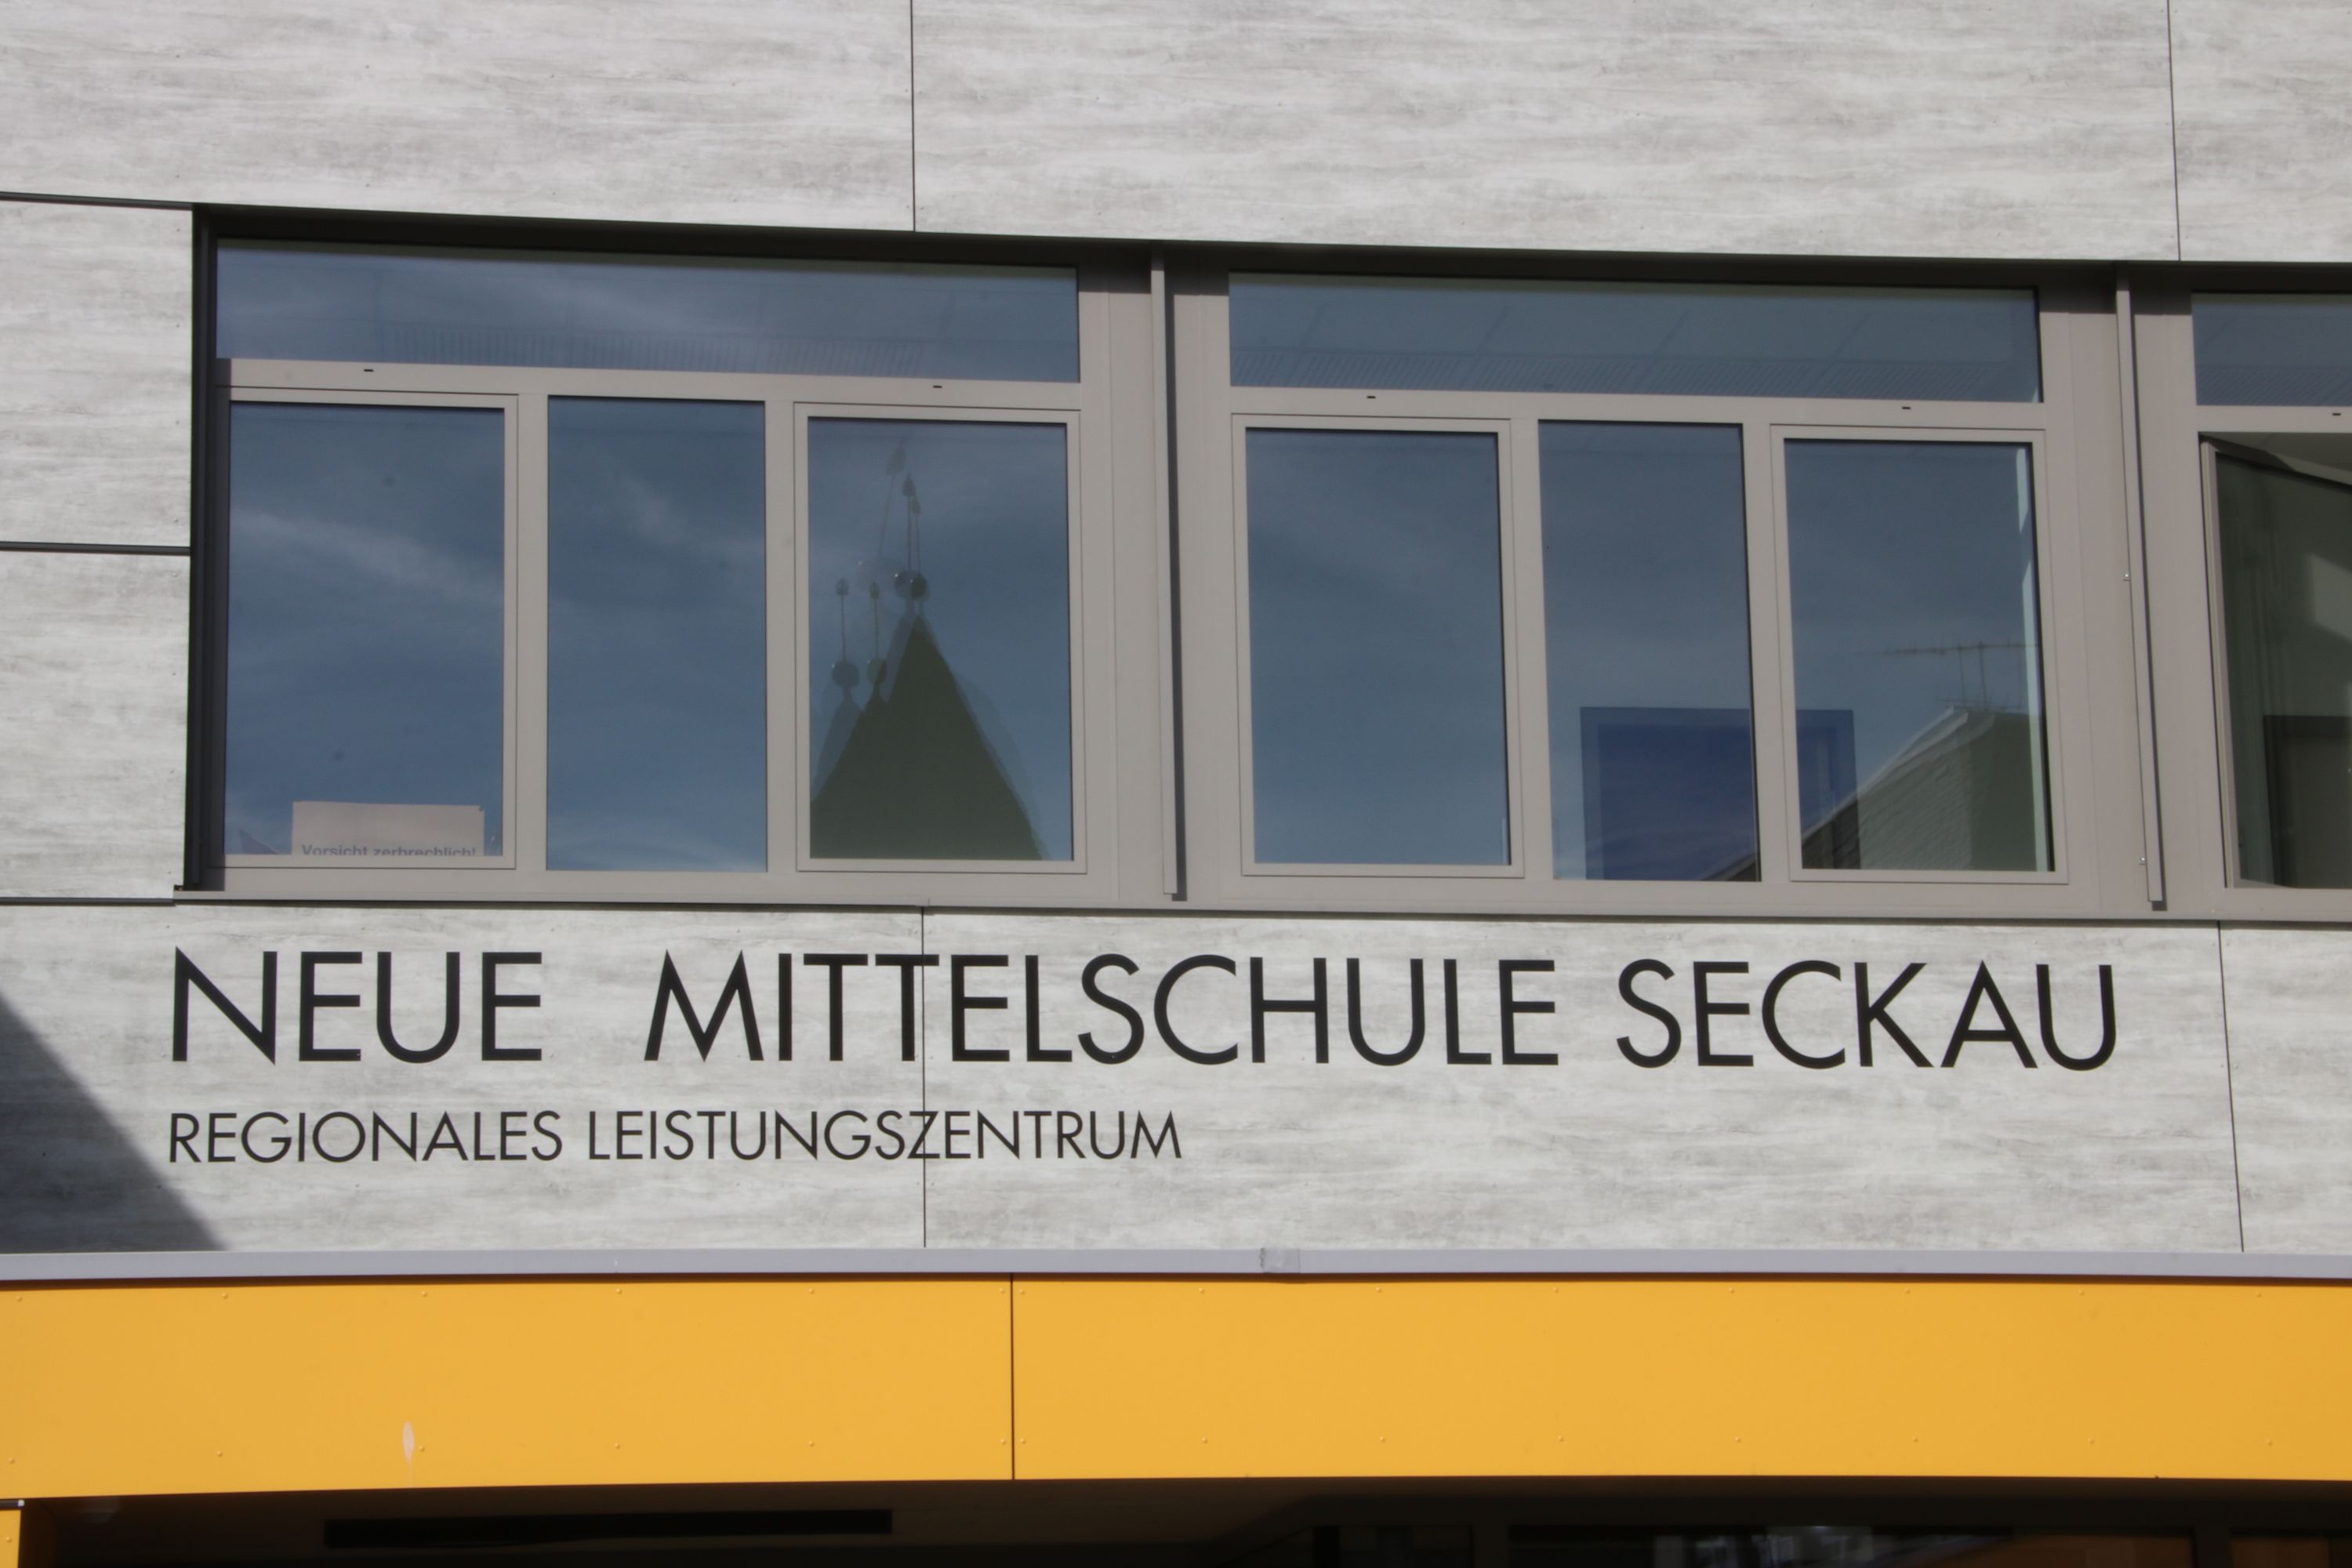 Vorsicht zerbrechlich!
NEUE MITTELSCHULE SECKAU
REGIONALES LEISTUNGSZENTRUM